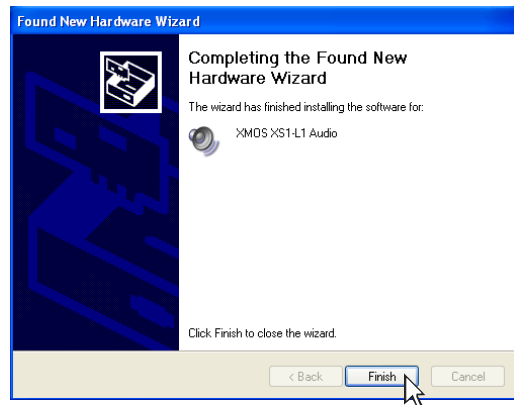 Found New Hardware Wizard
Completing the Found New
Hardware Wizard
The wizard has finished installing the software for:
XMOS XS1-L1 Audio
Click Finish to close the wizard.
< Back
Finish
Cancel